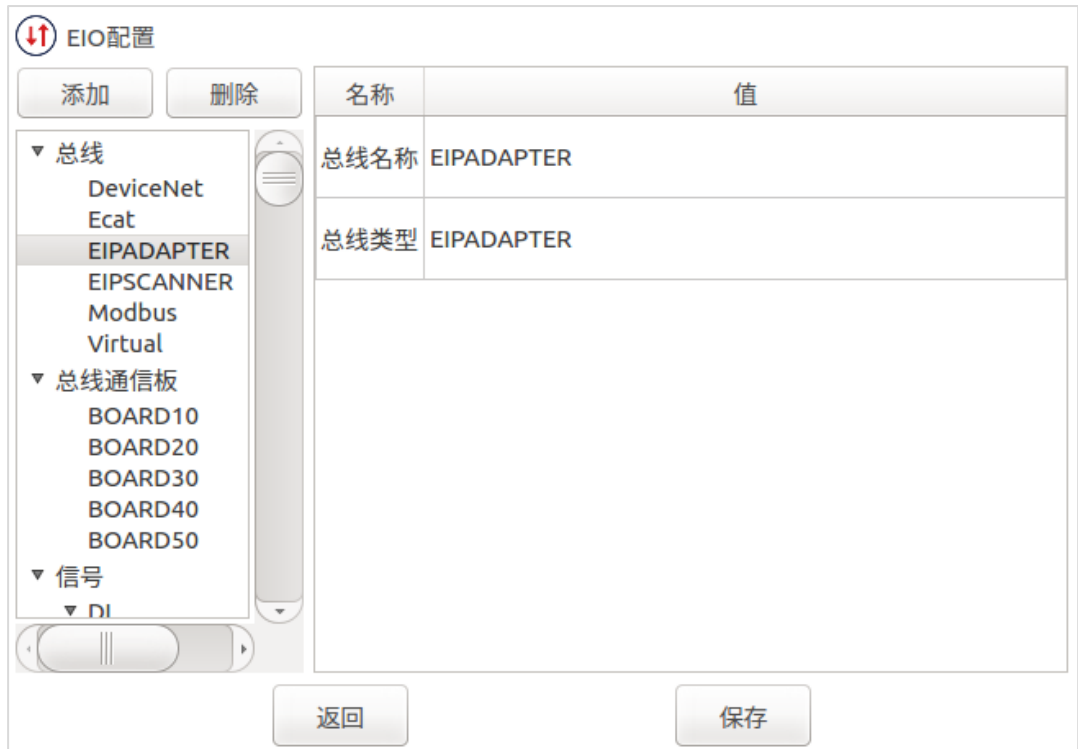 EIO配置
添加 删除
总线
DeviceNet
Ecat
EIPADAPTER
EIPSCANNER
Modbus
Virtual
总线通信板
BOARD10
BOARD20
BOARD30
BOARD40
BOARD50
信号
DI
名称 值
总线名称 EIPADAPTER
总线类型 EIPADAPTER
返回 保存